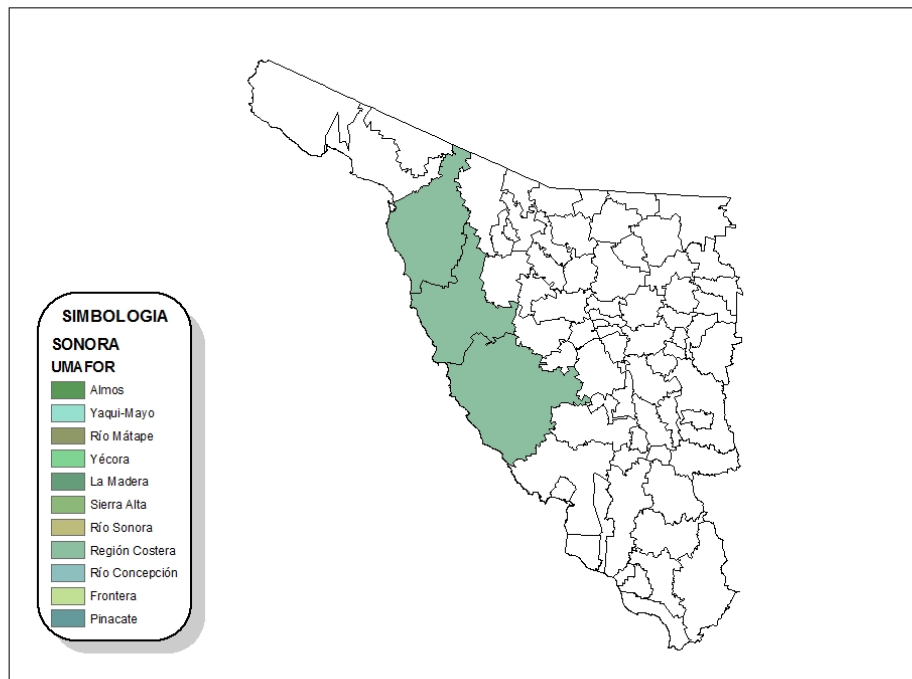 SIMBOLOGIA
SONORA
UMAFOR
Almos
Yaqui-Mayo
Río Mátape
Yécora
La Madera
Sierra Alta
Río Sonora
Región Costera
Río Concepción
Frontera
Pinacate